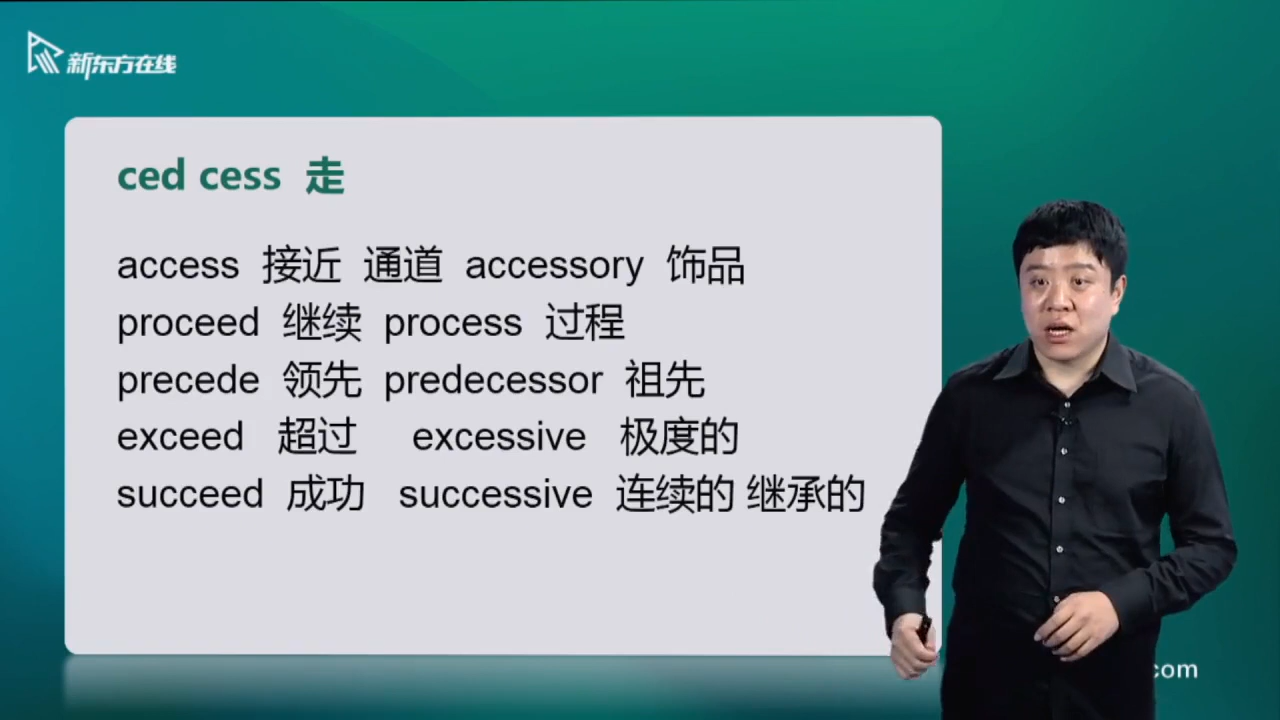 新东方在线
ced cess 走
access 接近 通道 accessory 饰品
proceed 继续 process 过程
precede 领先 predecessor 祖先
exceed 超过 excessive 极度的
succeed 成功 successive 连续的 继承的
com